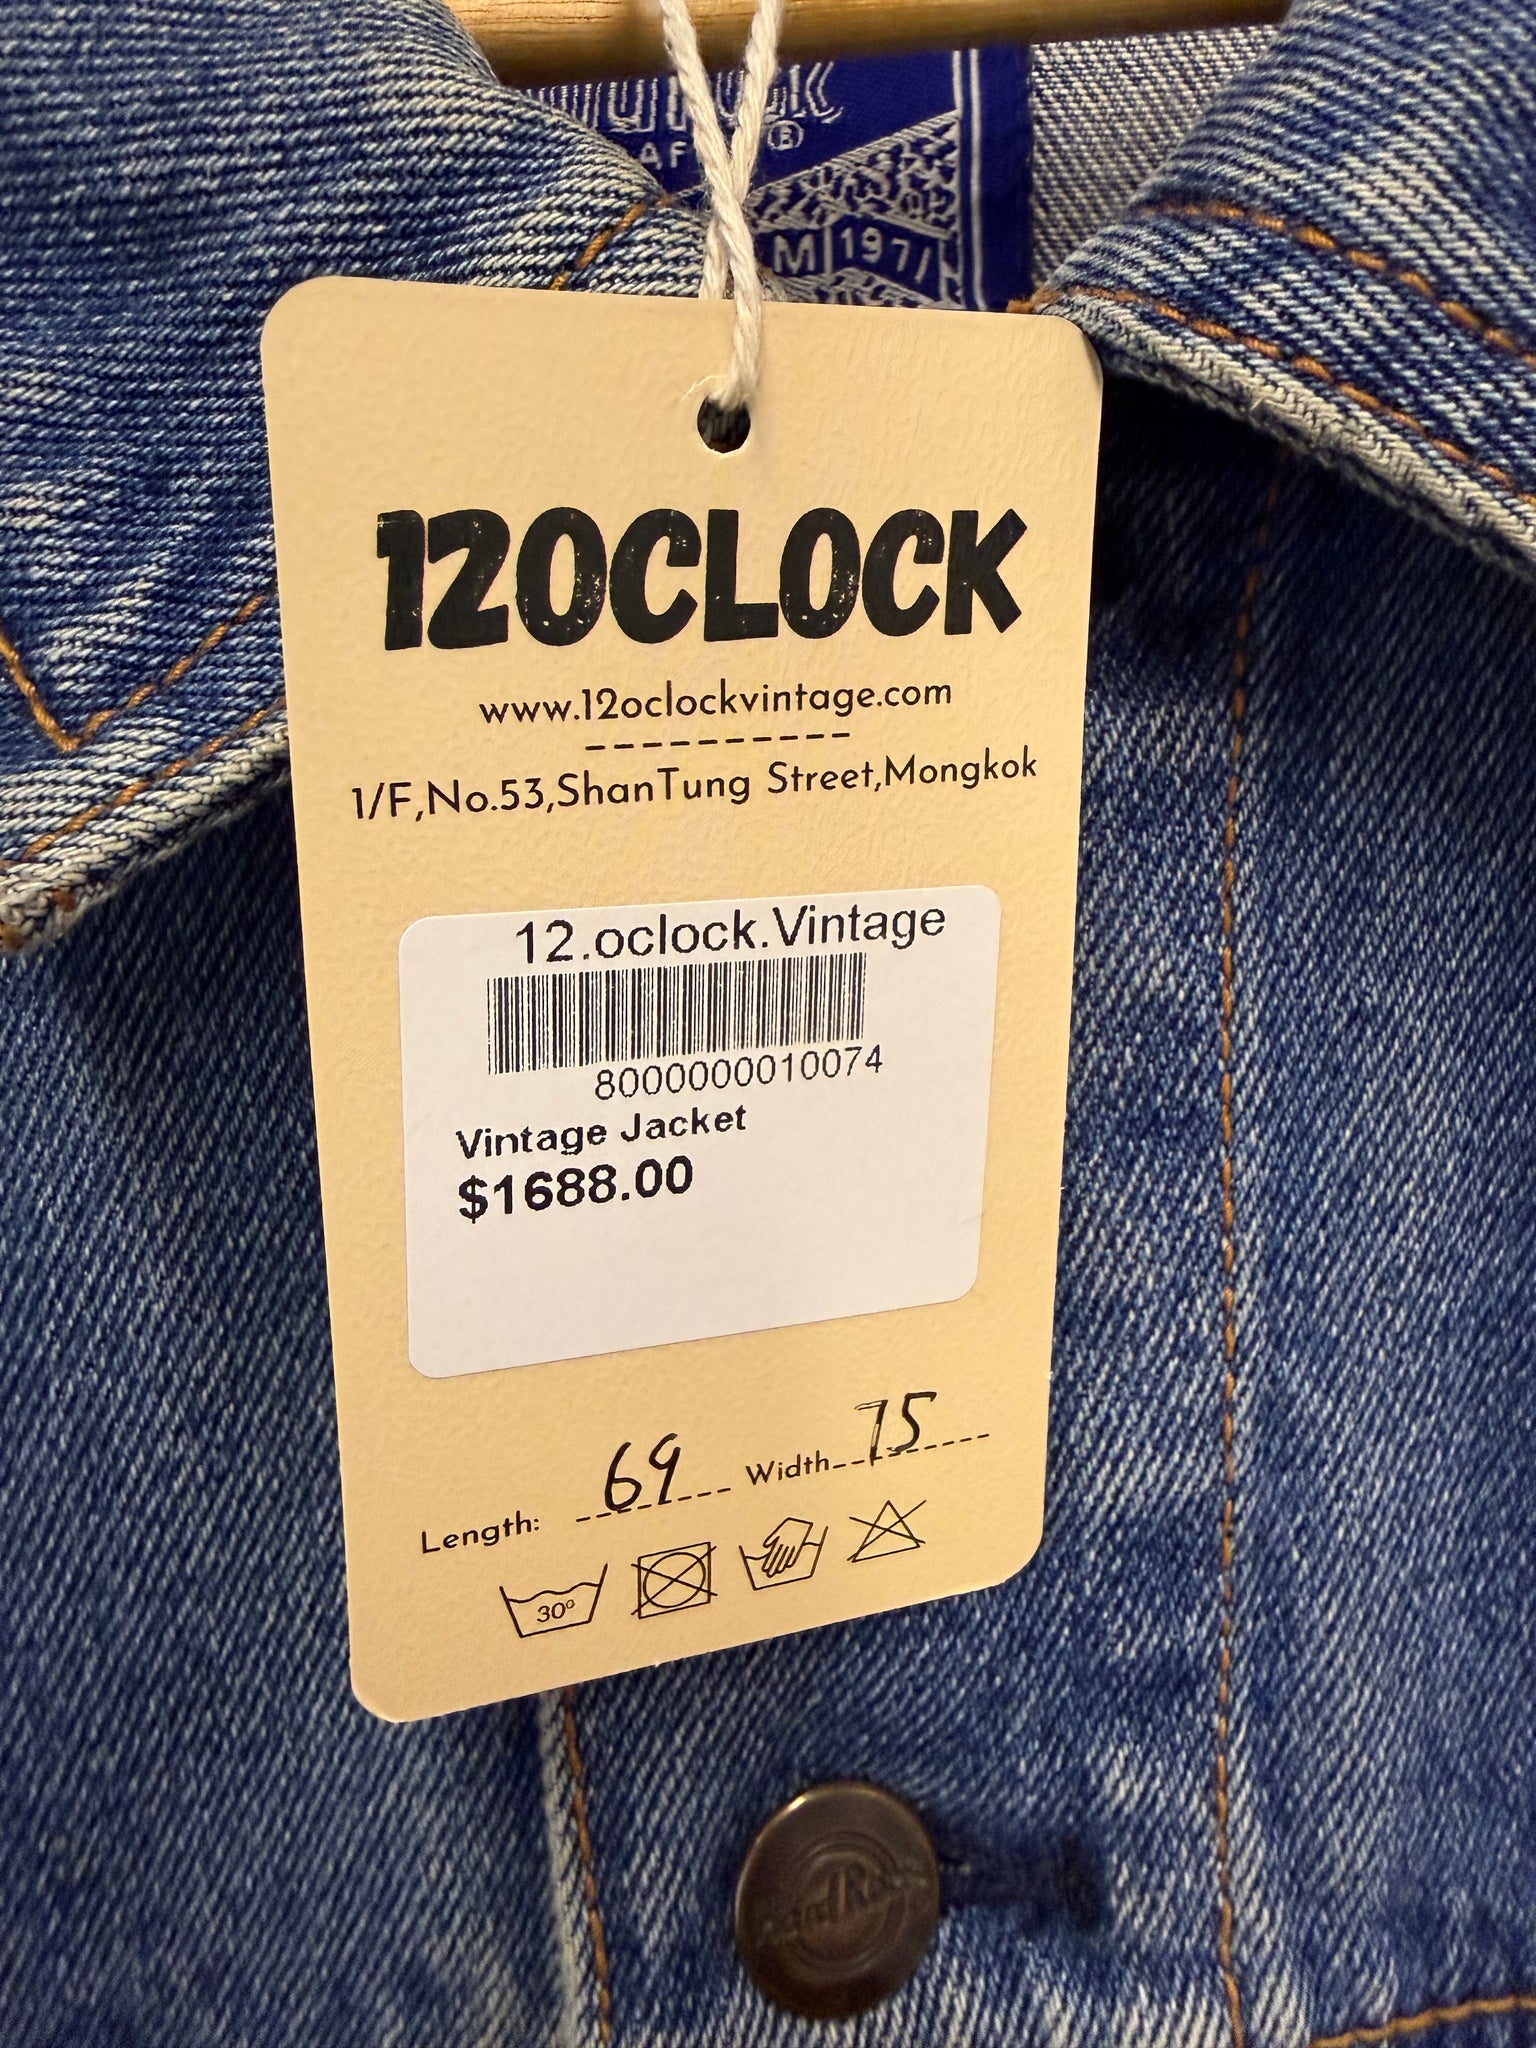 M 1971
12OCLOCK
www.12oclockvintage.com
1/F,No.53,ShanTung Street,Mongkok
12.oclock.Vintage
8000000010074
Vintage Jacket
$1688.00
Length: 69 Width 75
30°